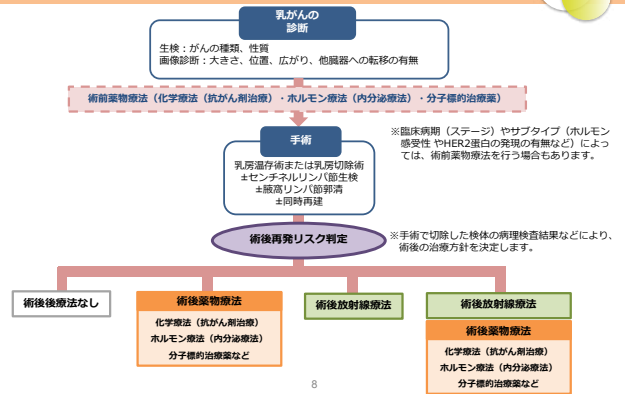 乳がんの
診断
生検：がんの種類、性質
画像診断：大きさ、位置、広がり、他臓器への転移の有無
術前薬物療法（化学療法（抗がん剤治療）・ホルモン療法（内分泌療法）・分子標的治療薬）
手術
乳房温存術または乳房切除術
±センチネルリンパ節生検
±腋窩リンパ節郭清
±同時再建
※臨床病期（ステージ）やサブタイプ（ホルモン
感受性 やHER2蛋白の発現の有無など）によっ
ては、術前薬物療法を行う場合もあります。
術後再発リスク判定
※手術で切除した検体の病理検査結果などにより、
術後の治療方針を決定します。
術後後療法なし
術後薬物療法
化学療法（抗がん剤治療）
ホルモン療法（内分泌療法）
分子標的治療薬など
術後放射線療法
術後放射線療法
術後薬物療法
化学療法（抗がん剤治療）
ホルモン療法（内分泌療法）
分子標的治療薬など
8